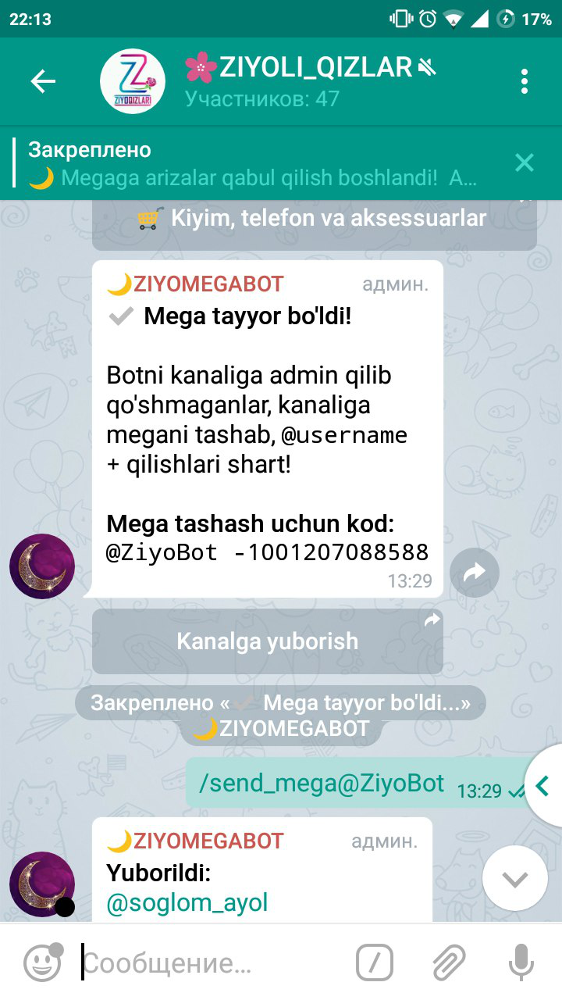 22:13
17%
ZIYOLI_QIZLAR
Участников: 47
ZIYOQIZLARI
Закреплено
Megaga arizalar qabul qilish boshlandi! A...
Kiyim, telefon va aksessuarlar
ZIYOMEGABOT админ.
Mega tayyor bo'ldi!
Botni kanaliga admin qilib
qo'shmaganlar, kanaliga
megani tashab, @username
+ qilishlari shart!
Mega tashash uchun kod:
@ZiyoBot -1001207088588
13:29
Kanalga yuborish
Закреплено « Mega tayyor bo'ldi...»
ZIYOMEGABOT
/send_mega@ZiyoBot 13:29
ZIYOMEGABOT админ.
Yuborildi:
@soglom_ayol
Сообщение...